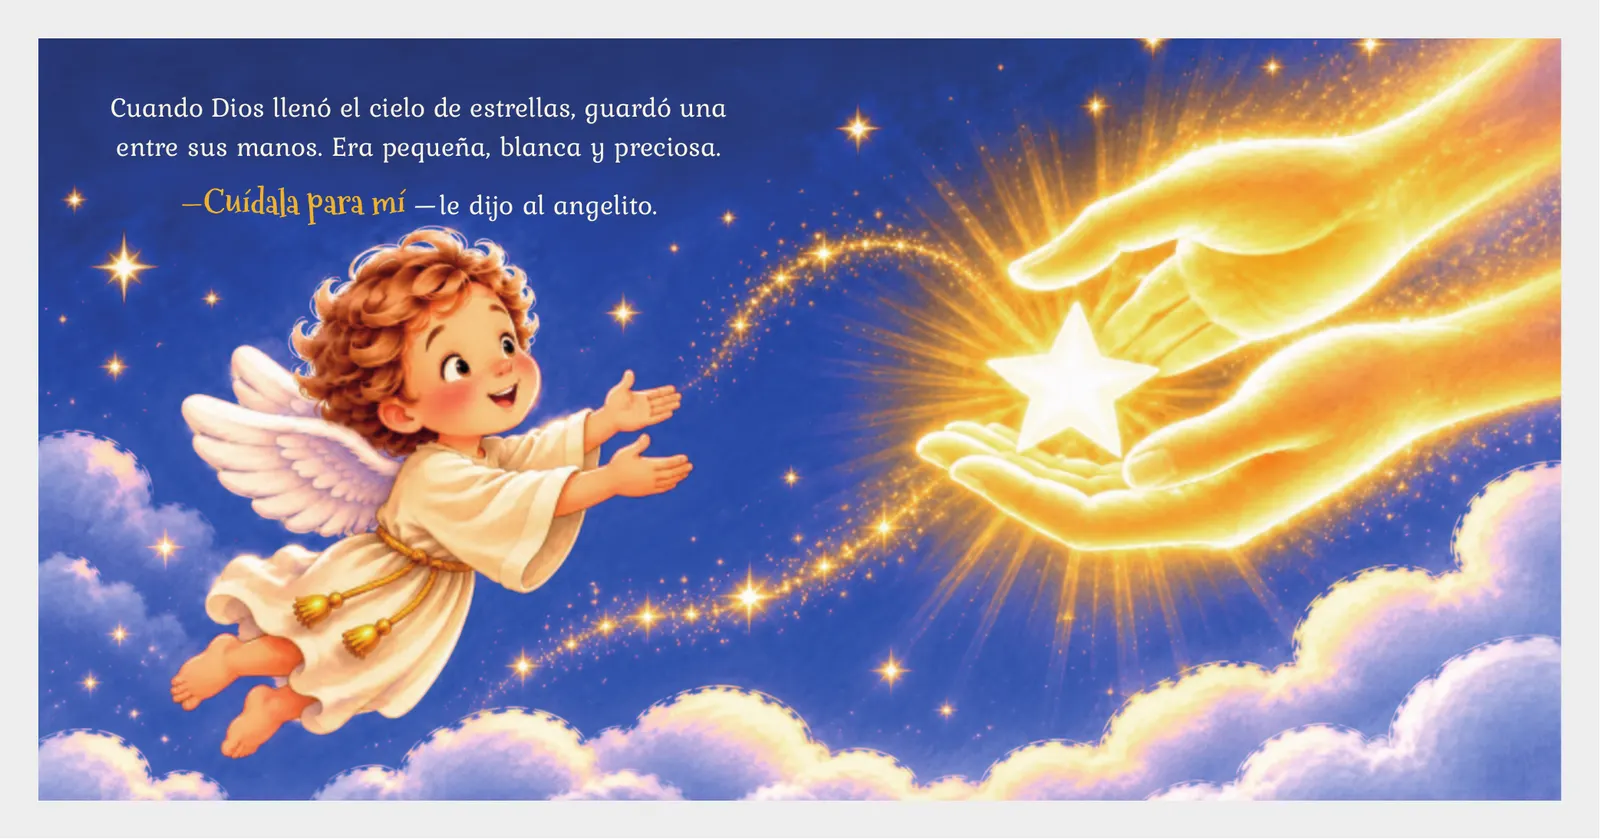 Cuando Dios llenó el cielo de estrellas, guardó una
entre sus manos. Era pequeña, blanca y preciosa.
—Cuídala para mí —le dijo al angelito.